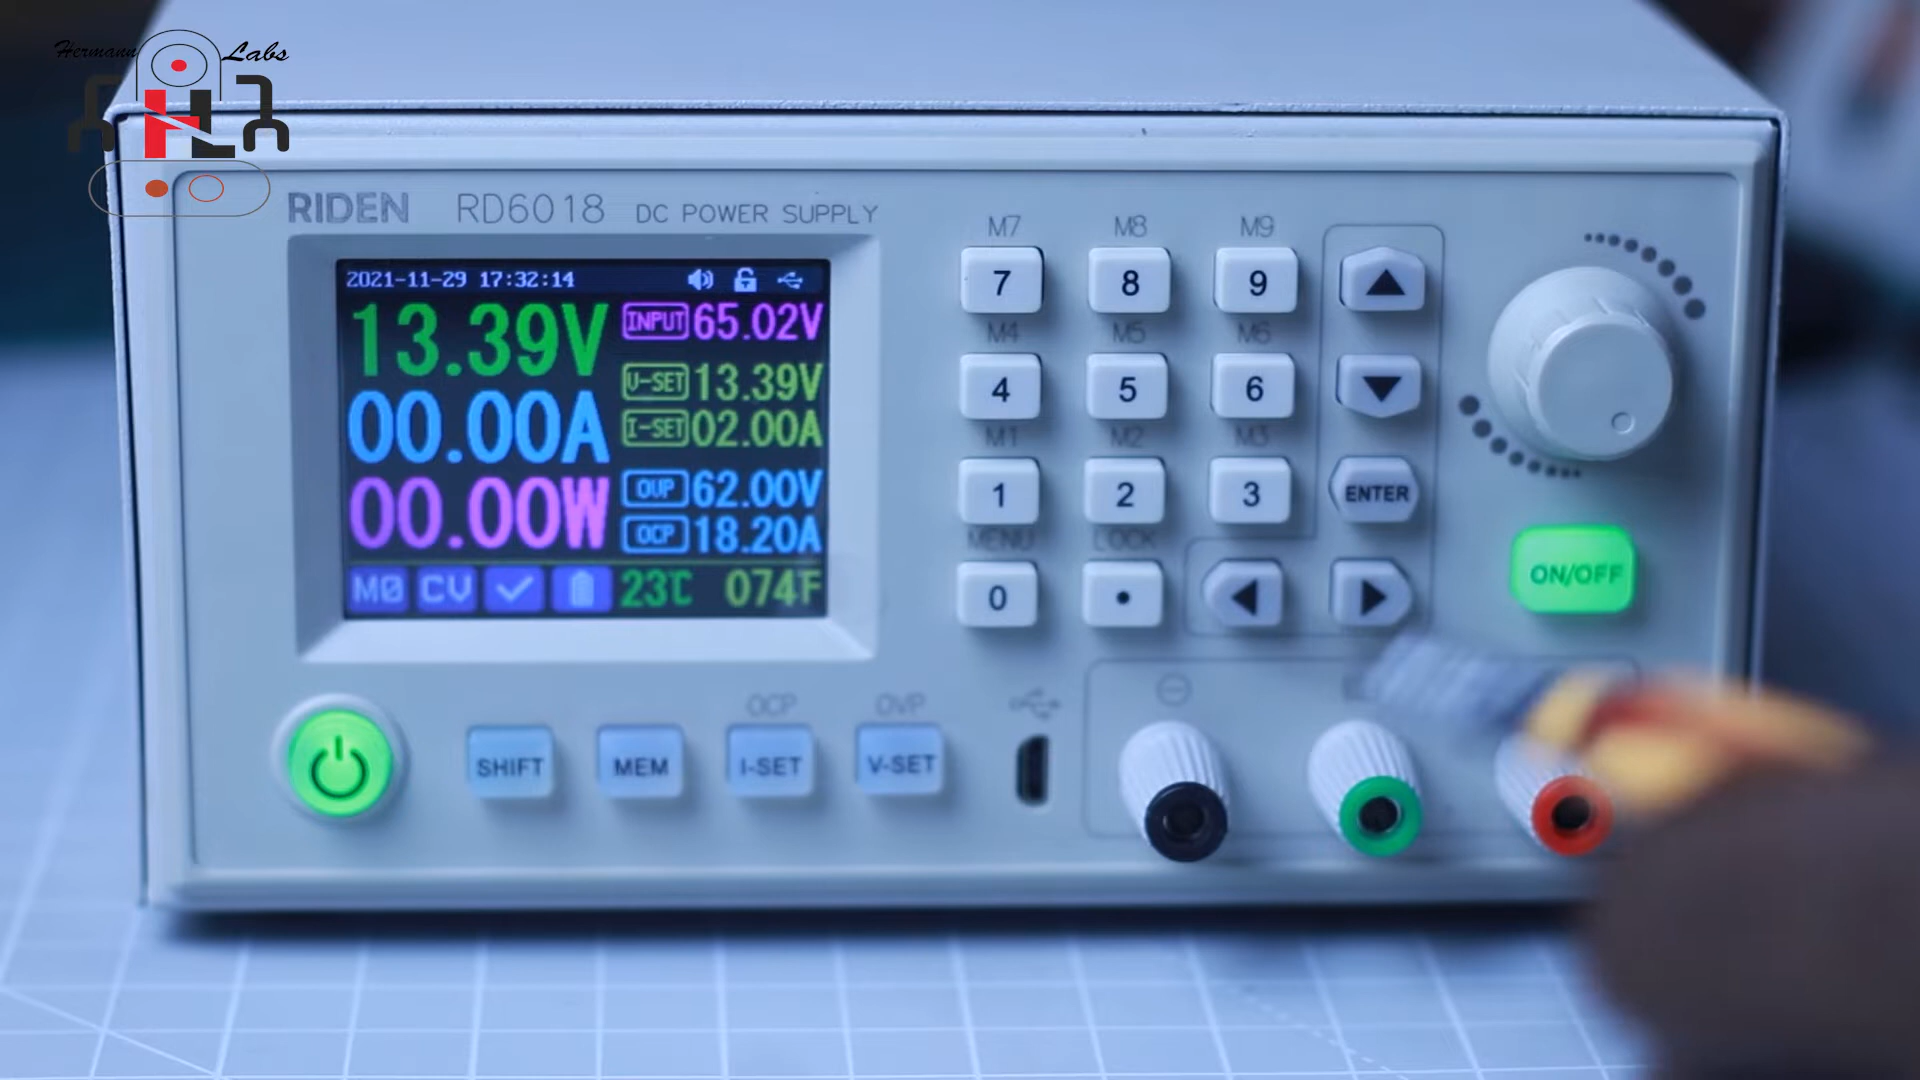 Hermann Labs
HL
RIDEN RD6018 DC POWER SUPPLY
2021-11-29 17:32:14
13.39V
INPUT 65.02V
V-SET 13.39V
00.00A
I-SET 02.00A
00.00W
OVP 62.00V
OCP 18.20A
M0 CV 23℃ 074F
M7 M8 M9
7 8 9
M4 M5 M6
4 5 6
M1 M2 M3
1 2 3 ENTER
MENU LOCK
0 .
ON/OFF
OCP OVP
SHIFT MEM I-SET V-SET